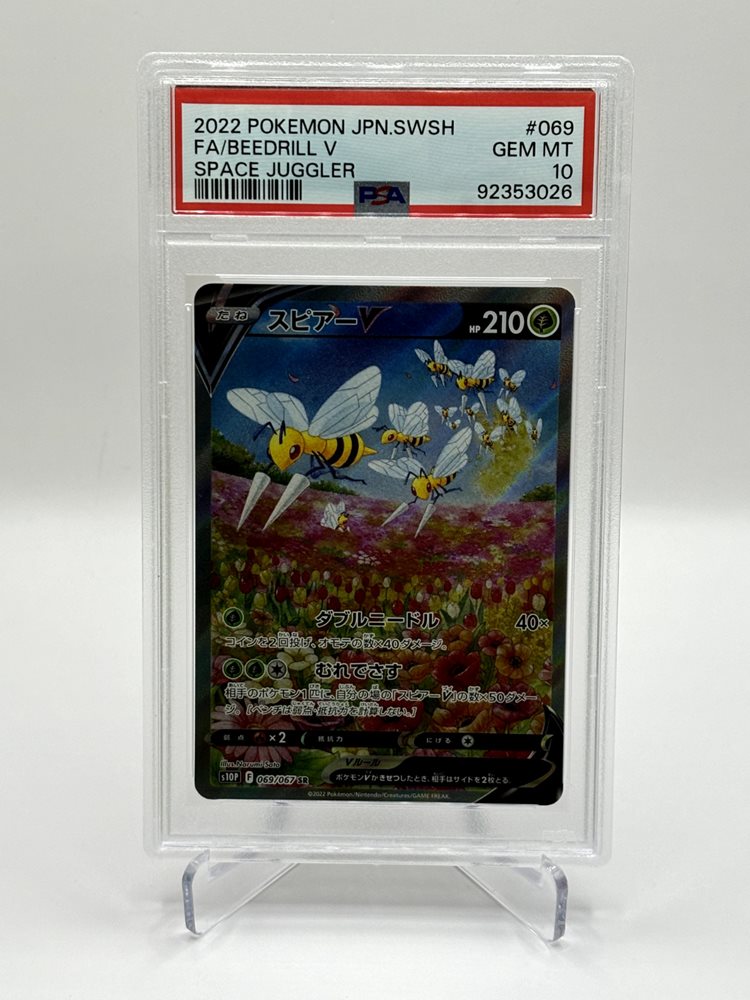 2022 POKEMON JPN.SWSH #069
FA/BEEDRILL V GEM MT
SPACE JUGGLER 10
PSA 92353026
たね スピアーV HP 210
ダブルニードル 40×
コインを2回投げ、オモテの数×40ダメージ。
むれでさす
相手のポケモン1匹に、自分の場の「スピアーV」の数×50ダメー
ジ。[ベンチは弱点・抵抗力を計算しない。]
弱点 ×2 抵抗力 にげる
illus. Narumi Sato
Vルール
s10P F 069/067 SR ポケモンVがきぜつしたとき、相手はサイドを2枚とる。
©2022 Pokémon/Nintendo/Creatures/GAME FREAK.